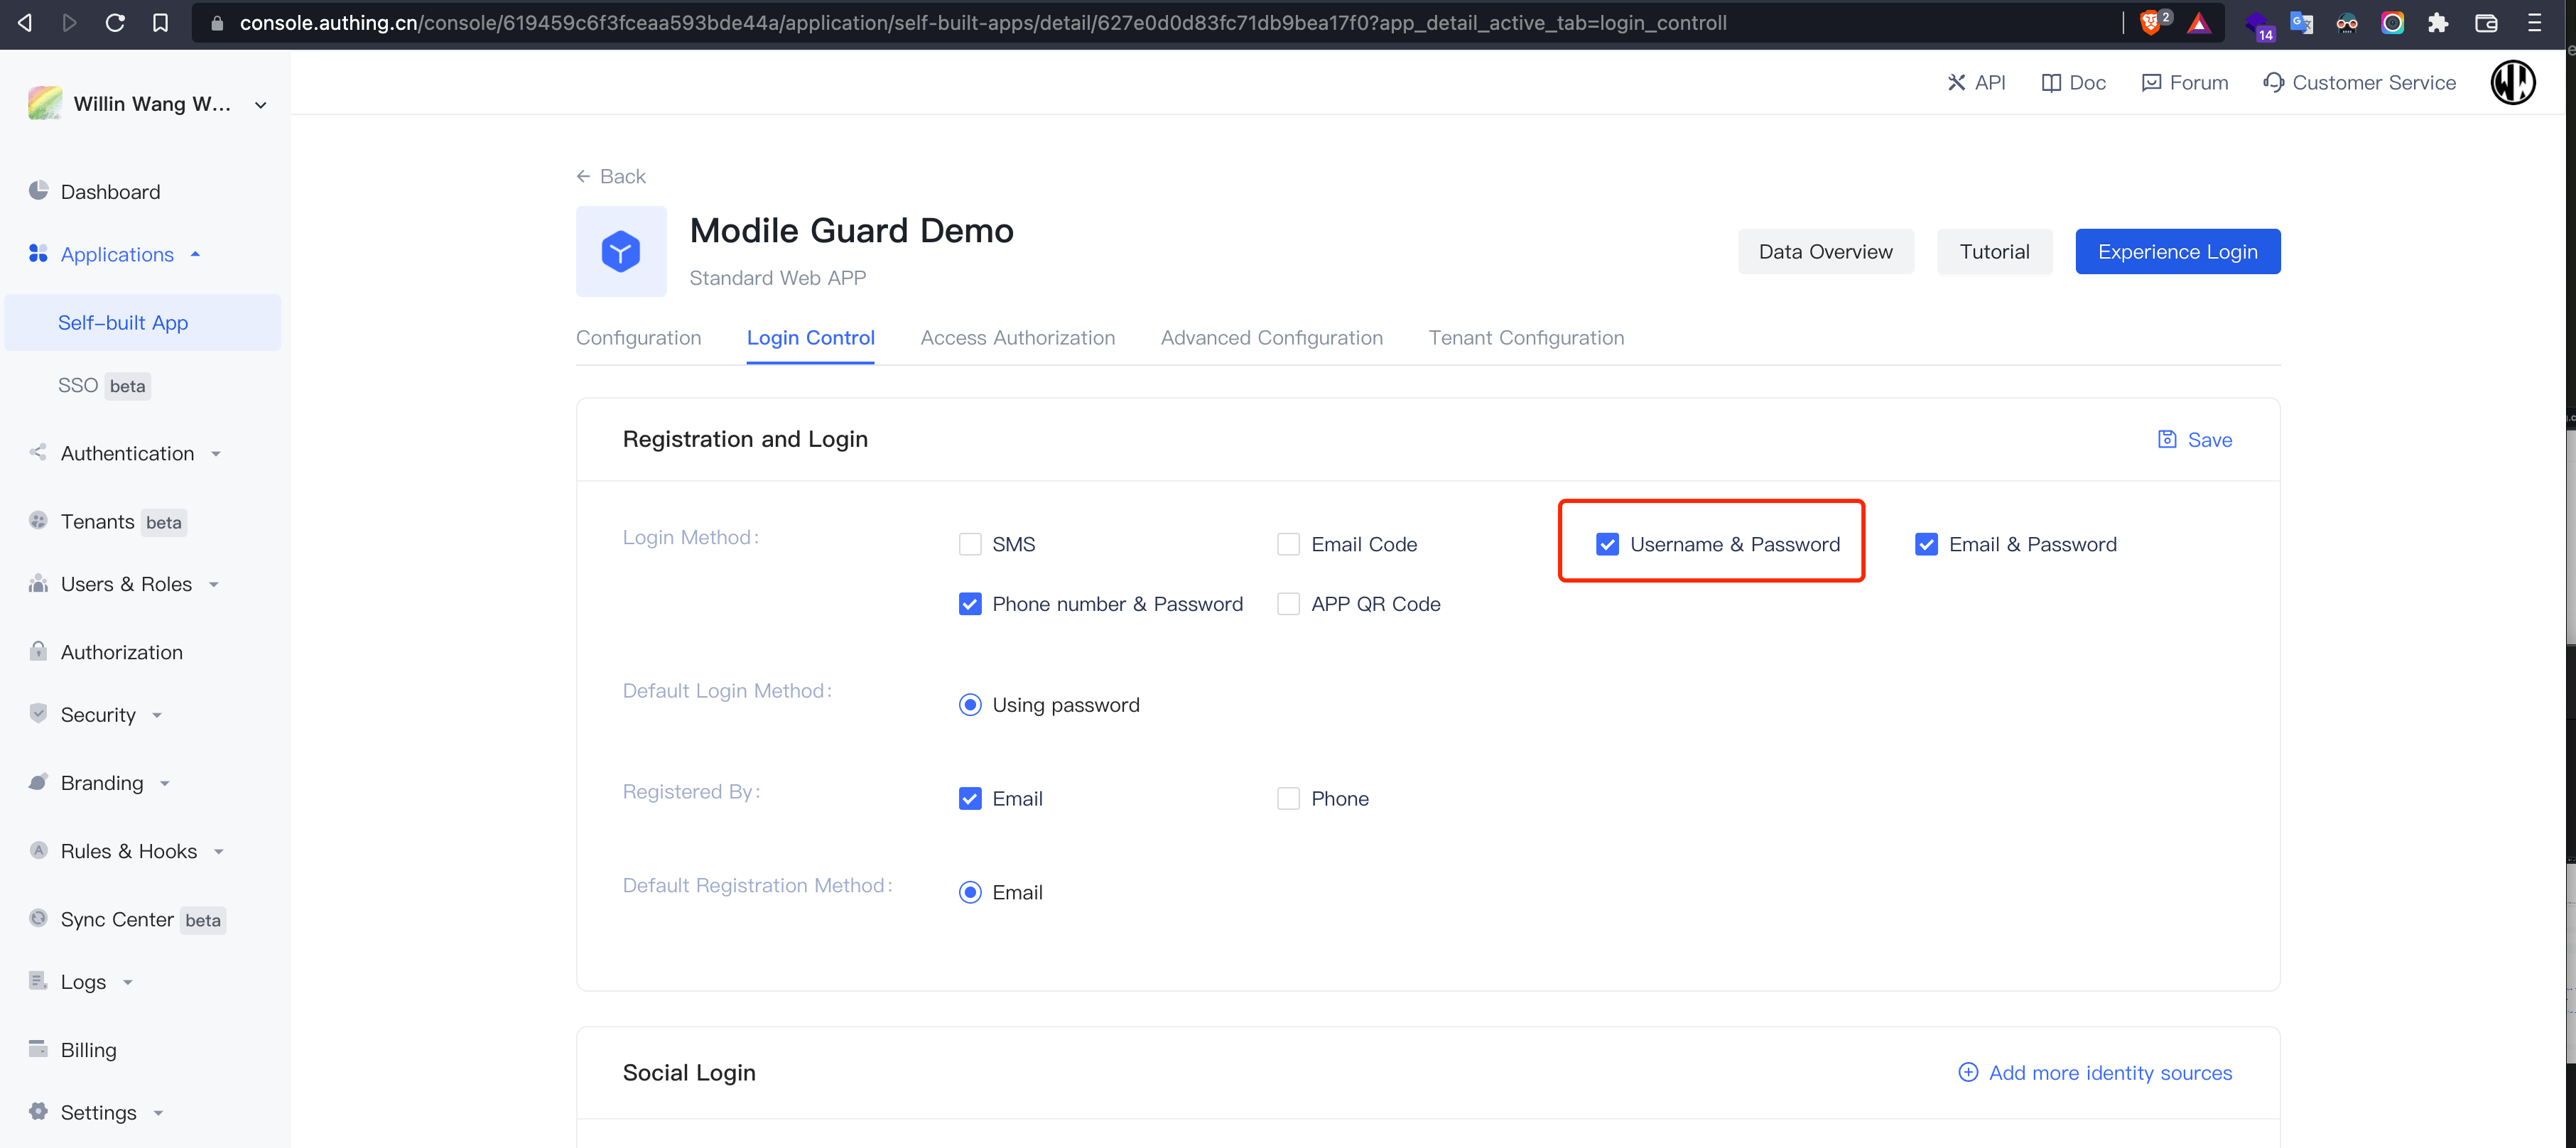 console.authing.cn/console/619459c6f3fceaa593bde44a/application/self-built-apps/detail/627e0d0d83fc71db9bea17f0?app_detail_active_tab=login_controll
2
14
Willin Wang W...
API
Doc
Forum
Customer Service
Dashboard
Applications
Self-built App
SSO beta
Authentication
Tenants beta
Users & Roles
Authorization
Security
Branding
Rules & Hooks
Sync Center beta
Logs
Billing
Settings
Back
Modile Guard Demo
Standard Web APP
Data Overview
Tutorial
Experience Login
Configuration
Login Control
Access Authorization
Advanced Configuration
Tenant Configuration
Registration and Login
Save
Login Method:
SMS
Email Code
Username & Password
Email & Password
Phone number & Password
APP QR Code
Default Login Method:
Using password
Registered By:
Email
Phone
Default Registration Method:
Email
Social Login
Add more identity sources